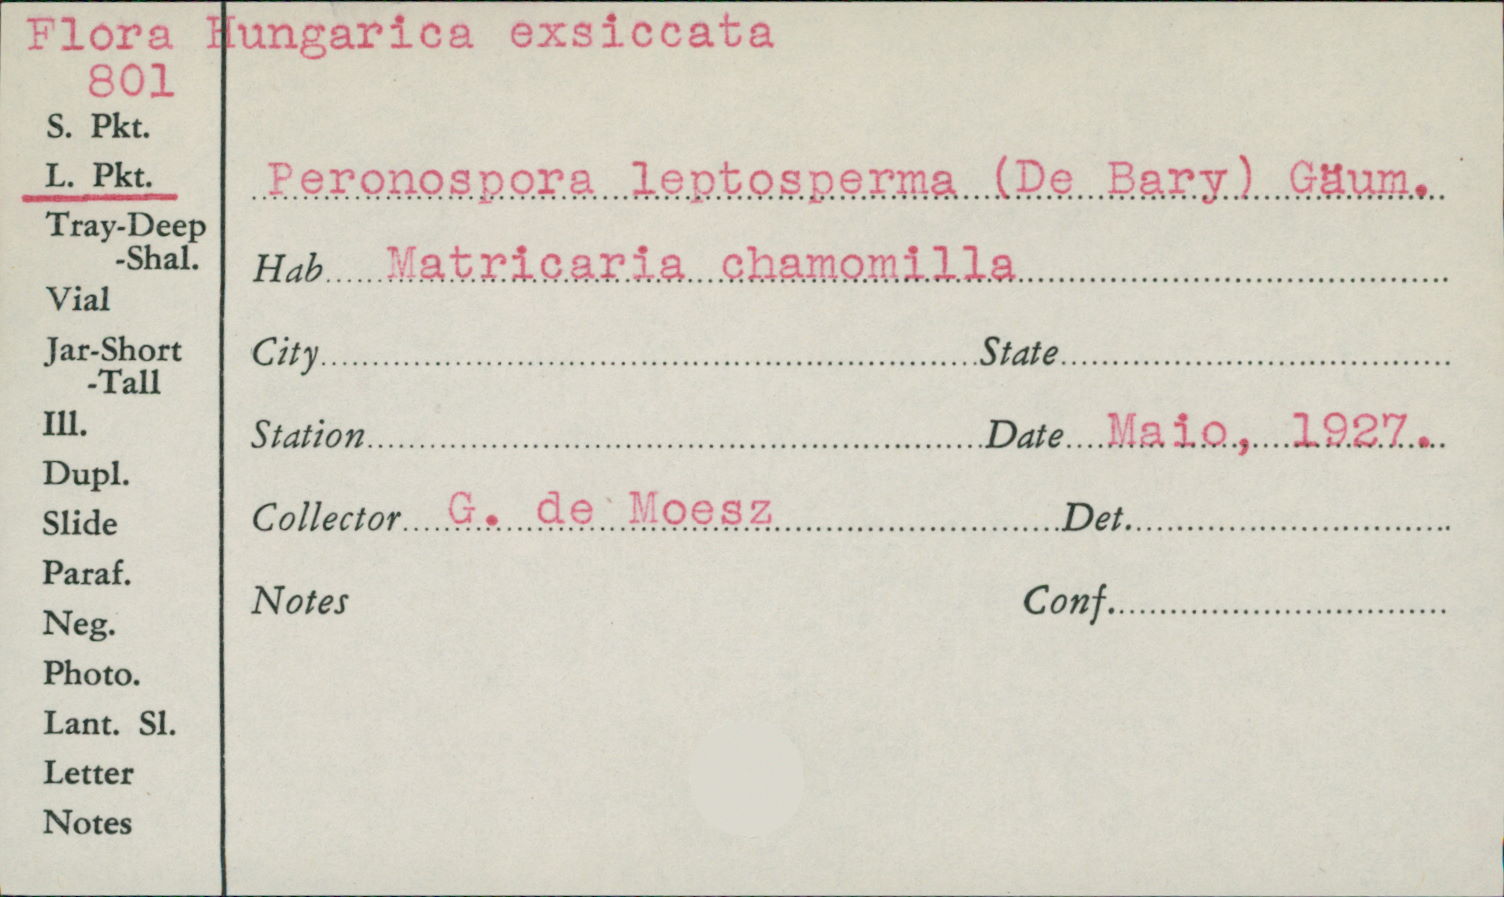 Flora Hungarica exsiccata
801
S. Pkt.
L. Pkt.
Tray-Deep
-Shal.
Vial
Jar-Short
-Tall
Ill.
Dupl.
Slide
Paraf.
Neg.
Photo.
Lant. Sl.
Letter
Notes
Peronospora leptosperma (De Bary) Gäum.
Hab Matricaria chamomilla
City State
Station Date Maio, 1927.
Collector G. de Moesz Det.
Notes Conf.